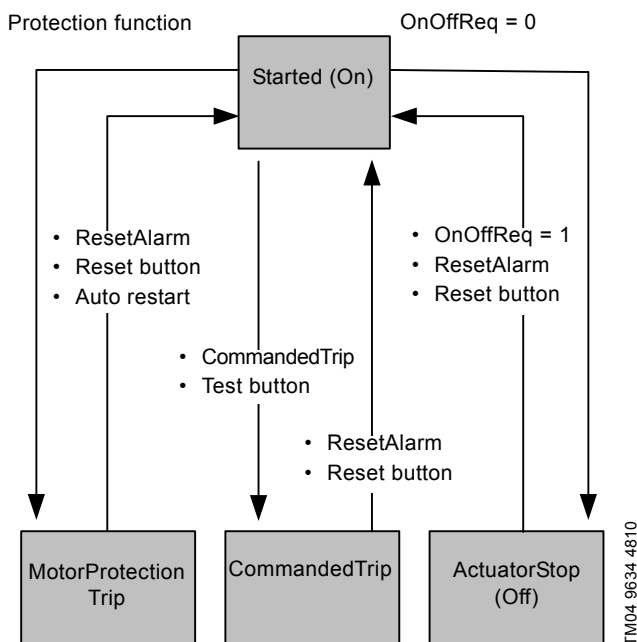 Protection function
OnOffReq = 0
Started (On)
• ResetAlarm
• Reset button
• Auto restart
• OnOffReq = 1
• ResetAlarm
• Reset button
• CommandedTrip
• Test button
• ResetAlarm
• Reset button
MotorProtection
Trip
CommandedTrip
ActuatorStop
(Off)
TM04 9634 4810